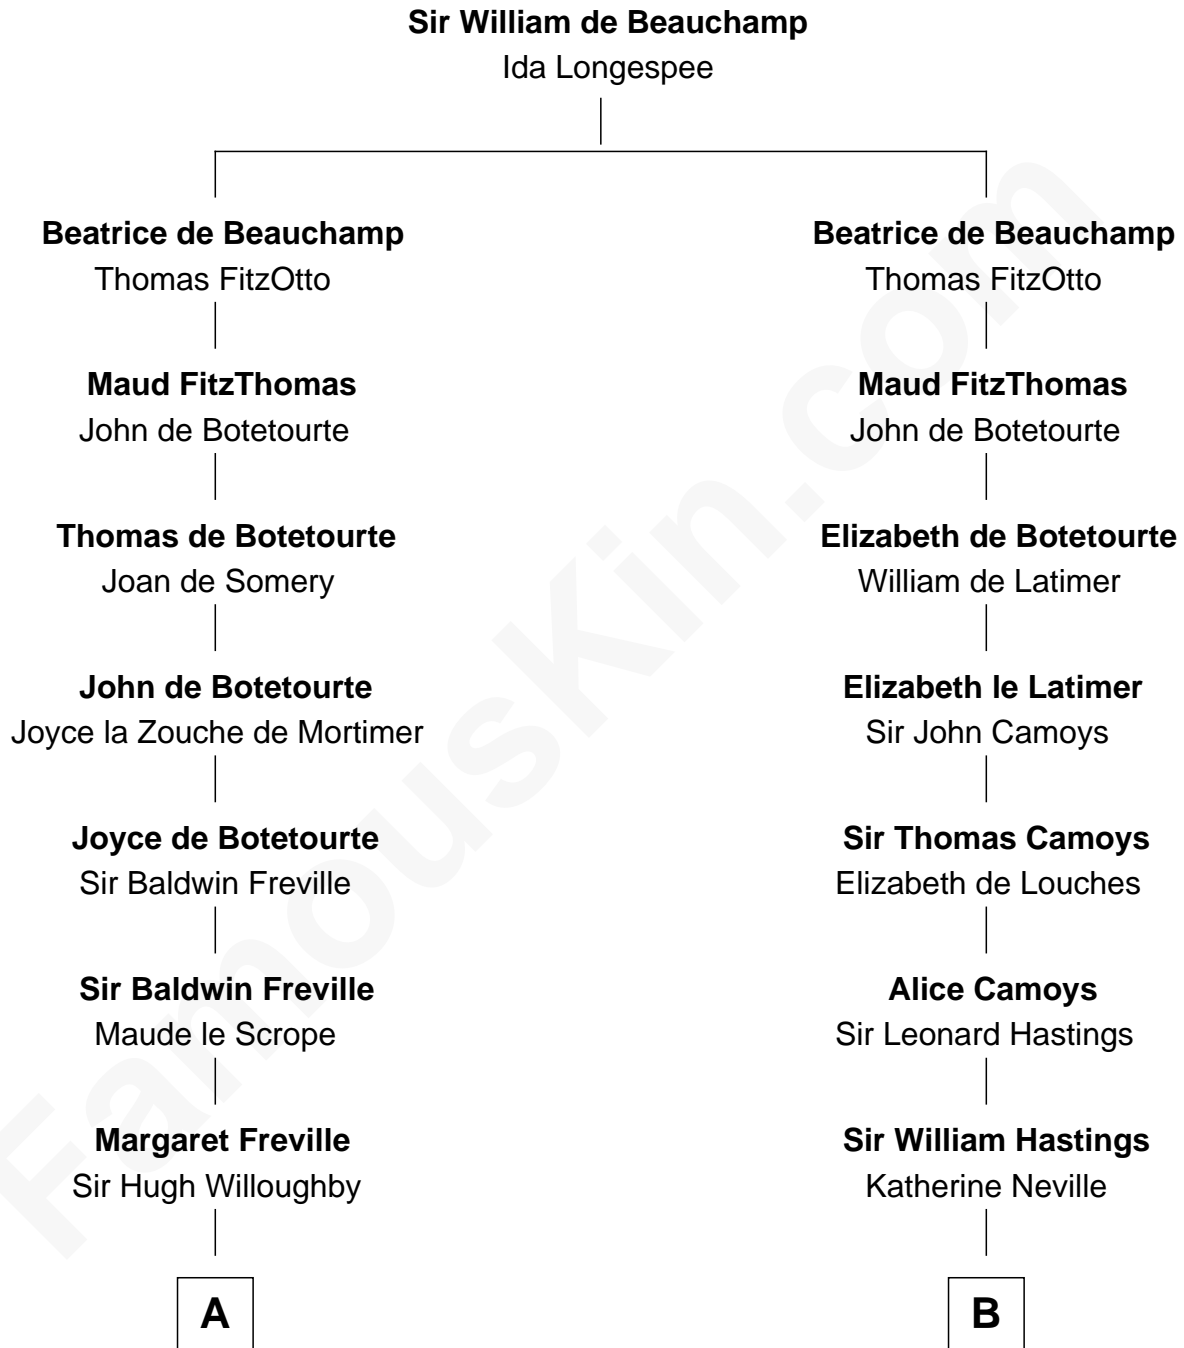 Sir William de Beauchamp
Ida Longespee
Beatrice de Beauchamp
Thomas FitzOtto
Maud FitzThomas
John de Botetourte
Thomas de Botetourte
Joan de Somery
John de Botetourte
Joyce la Zouche de Mortimer
Joyce de Botetourte
Sir Baldwin Freville
Sir Baldwin Freville
Maude le Scrope
Margaret Freville
Sir Hugh Willoughby
A
Beatrice de Beauchamp
Thomas FitzOtto
Maud FitzThomas
John de Botetourte
Elizabeth de Botetourte
William de Latimer
Elizabeth le Latimer
Sir John Camoys
Sir Thomas Camoys
Elizabeth de Louches
Alice Camoys
Sir Leonard Hastings
Sir William Hastings
Katherine Neville
B
FamousKin.com